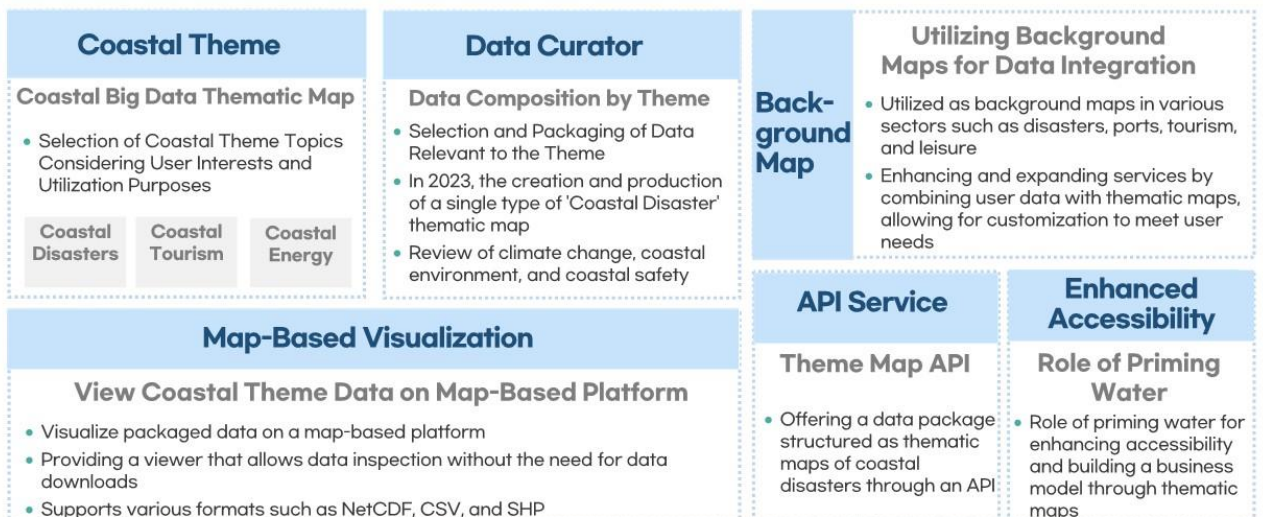 Coastal Theme
Coastal Big Data Thematic Map
• Selection of Coastal Theme Topics
Considering User Interests and
Utilization Purposes
Coastal
Disasters
Coastal
Tourism
Coastal
Energy
Data Curator
Data Composition by Theme
• Selection and Packaging of Data
Relevant to the Theme
• In 2023, the creation and production
of a single type of 'Coastal Disaster'
thematic map
• Review of climate change, coastal
environment, and coastal safety
Back-
ground
Map
Utilizing Background
Maps for Data Integration
• Utilized as background maps in various
sectors such as disasters, ports, tourism,
and leisure
• Enhancing and expanding services by
combining user data with thematic maps,
allowing for customization to meet user
needs
Map-Based Visualization
View Coastal Theme Data on Map-Based Platform
• Visualize packaged data on a map-based platform
• Providing a viewer that allows data inspection without the need for data
downloads
• Supports various formats such as NetCDF, CSV, and SHP
API Service
Theme Map API
• Offering a data package
structured as thematic
maps of coastal
disasters through an API
Enhanced
Accessibility
Role of Priming
Water
• Role of priming water for
enhancing accessibility
and building a business
model through thematic
maps